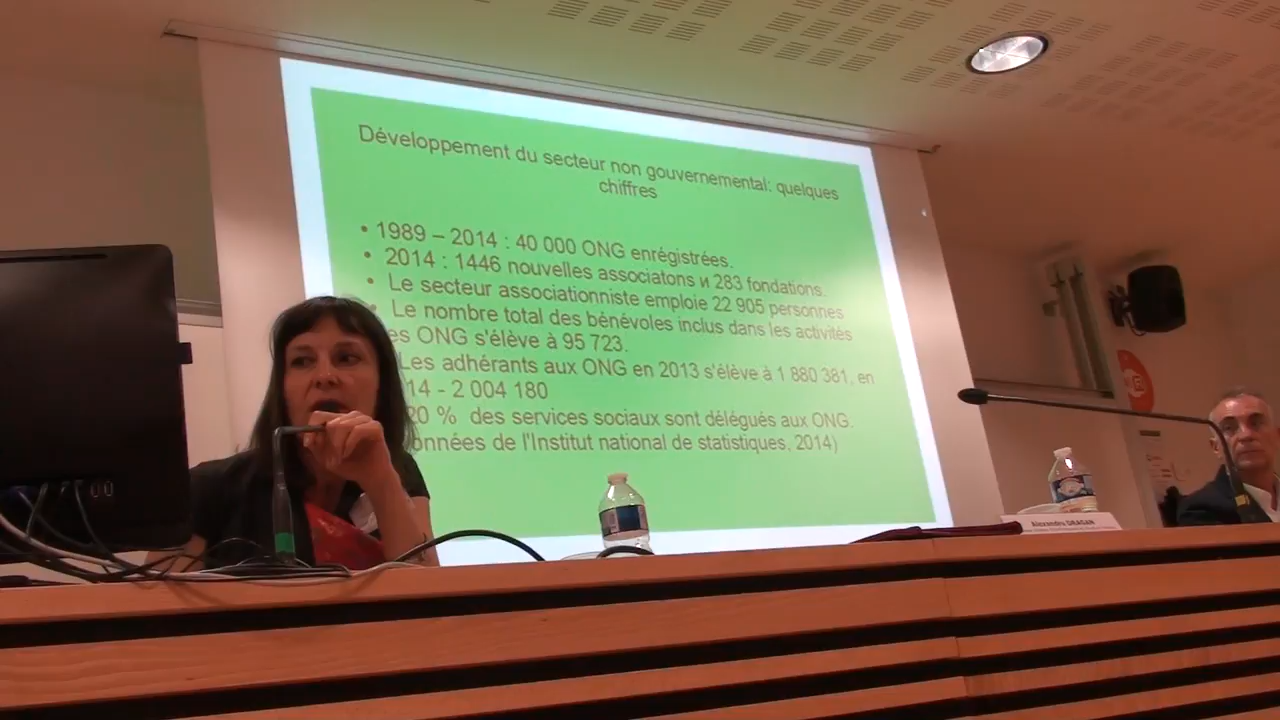 Développement du secteur non gouvernemental: quelques
chiffres
• 1989 – 2014 : 40 000 ONG enrégistrées.
• 2014 : 1446 nouvelles associatons и 283 fondations.
• Le secteur associationniste emploie 22 905 personnes
• Le nombre total des bénévoles inclus dans les activités
es ONG s'élève à 95 723.
Les adhérants aux ONG en 2013 s'élève à 1 880 381, en
14 - 2 004 180
20 % des services sociaux sont délégués aux ONG.
onnées de l'Institut national de statistiques, 2014)
Alexandra DRAGAN